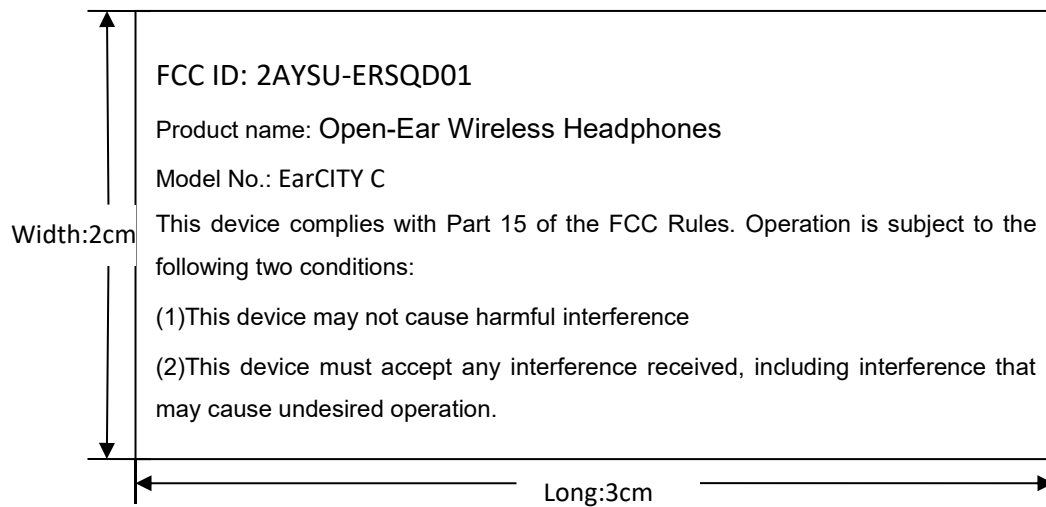 FCC ID: 2AYSU-ERSQD01
Product name: Open-Ear Wireless Headphones
Model No.: EarCITY C
Width:2cm
This device complies with Part 15 of the FCC Rules. Operation is subject to the
following two conditions:
(1)This device may not cause harmful interference
(2)This device must accept any interference received, including interference that
may cause undesired operation.
Long:3cm